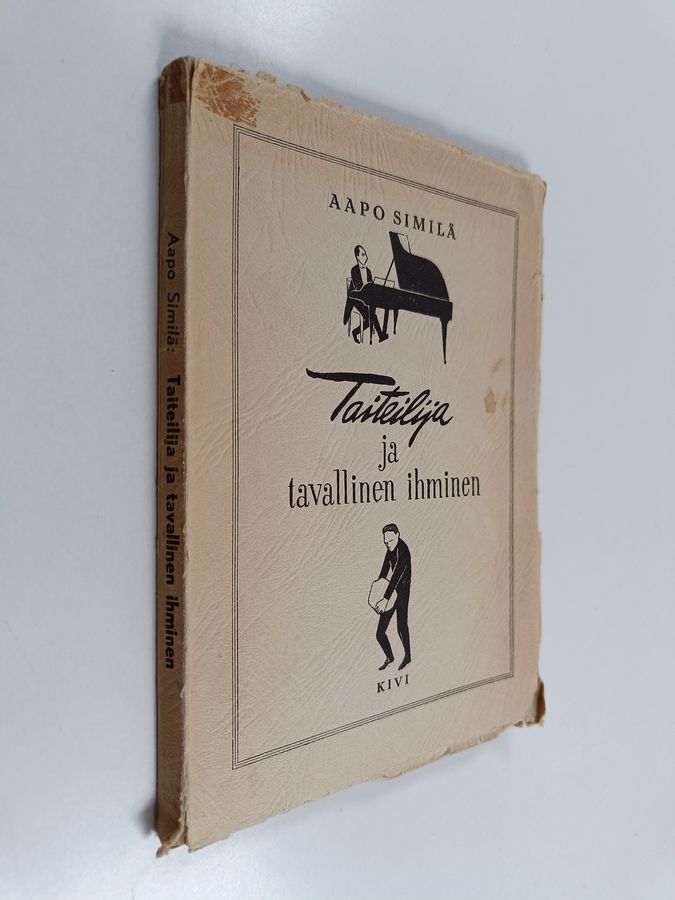 AAPO SIMILÄ
Taiteilija
ja
tavallinen ihminen
KIVI
Aapo Similä: Taiteilija ja tavallinen ihminen